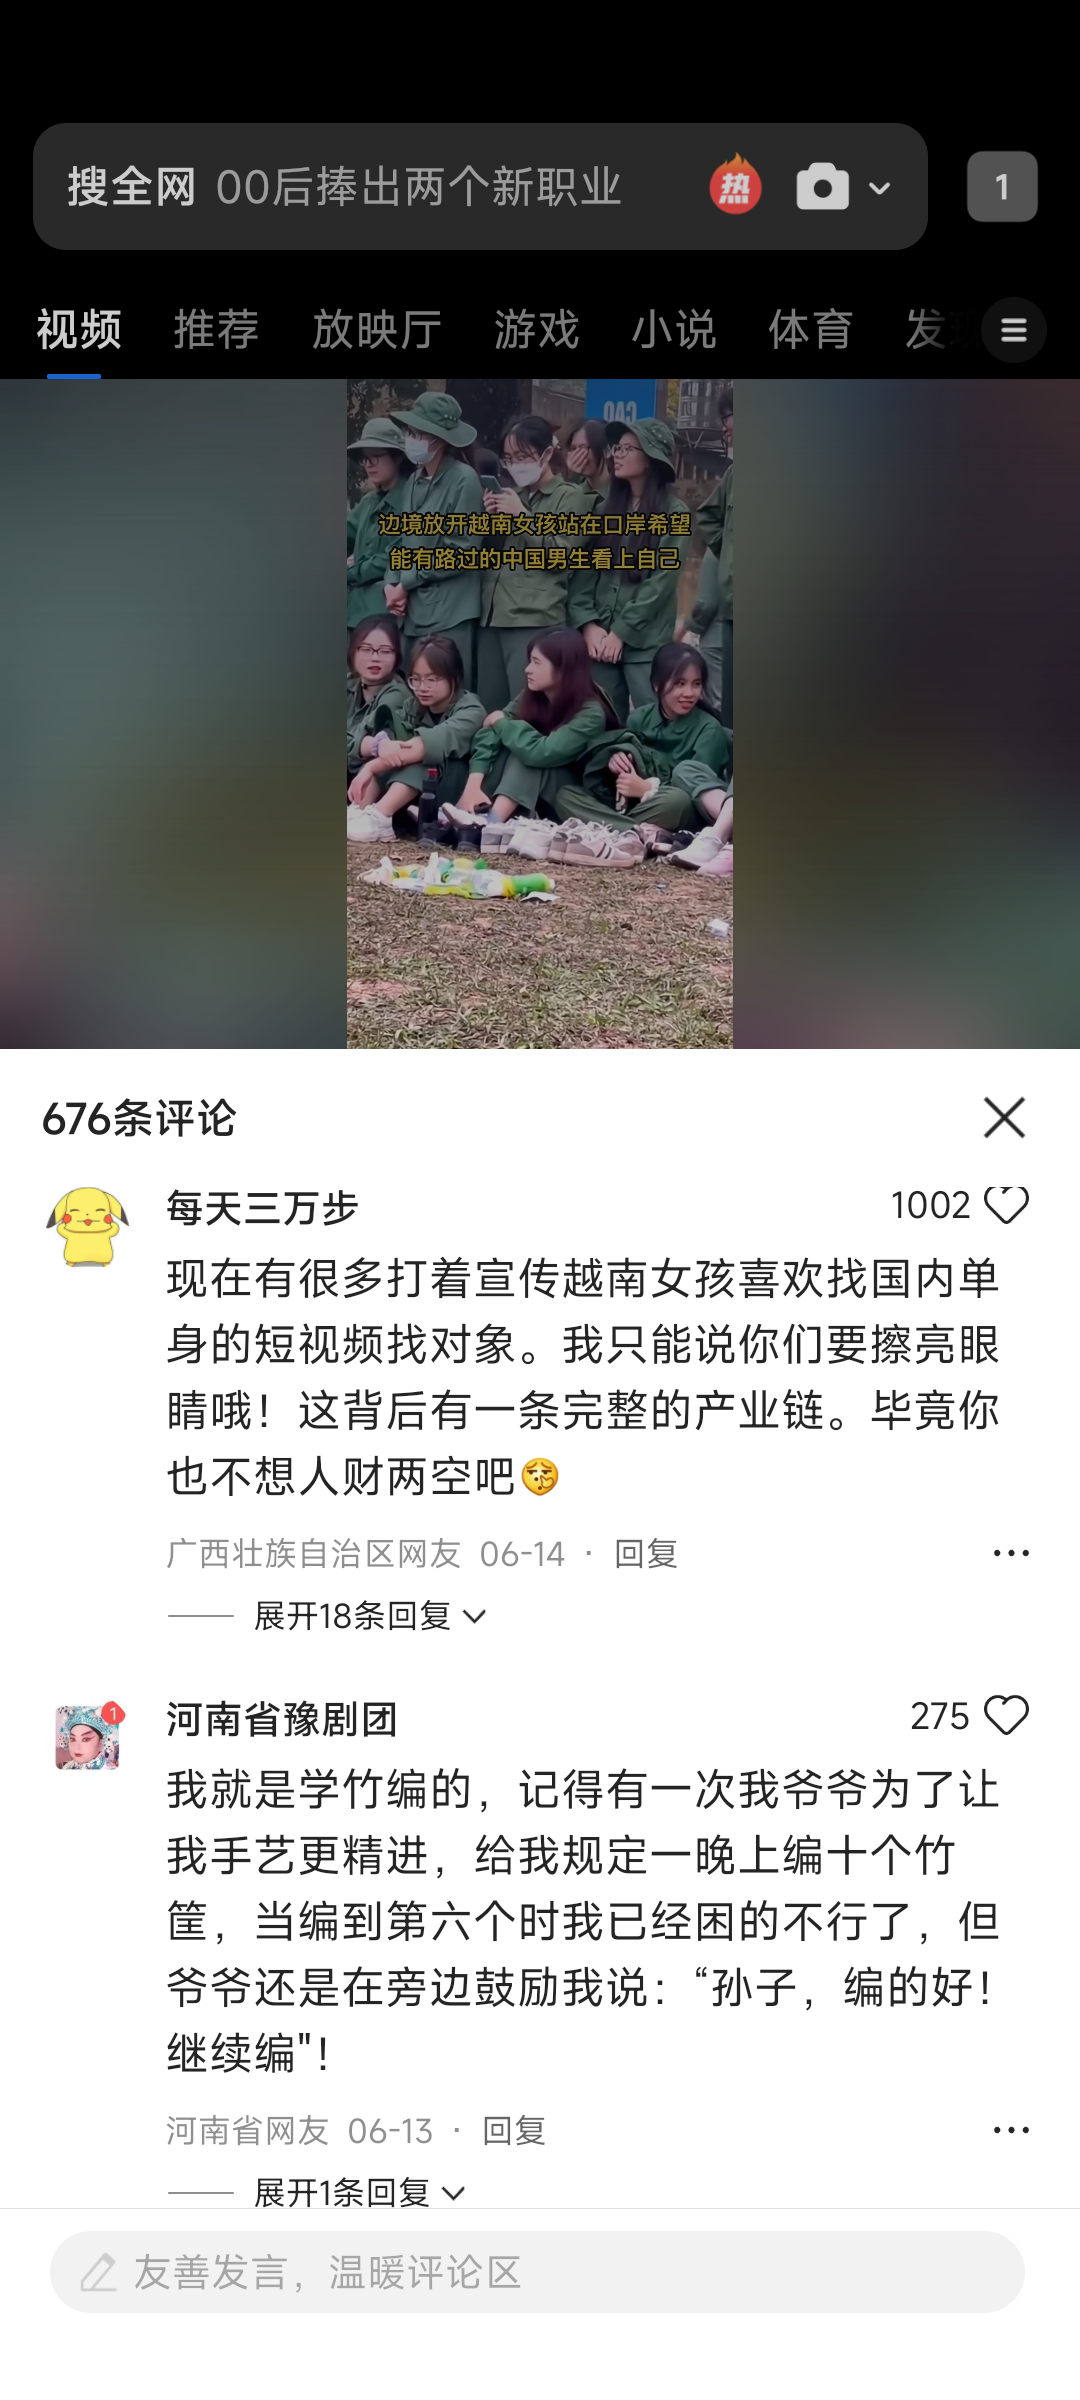 搜全网 00后捧出两个新职业 热 1
视频 推荐 放映厅 游戏 小说 体育 发现
CAO
边境放开越南女孩站在口岸希望
能有路过的中国男生看上自己
676条评论
每天三万步 1002
现在有很多打着宣传越南女孩喜欢找国内单
身的短视频找对象。我只能说你们要擦亮眼
睛哦！这背后有一条完整的产业链。毕竟你
也不想人财两空吧
广西壮族自治区网友 06-14 · 回复
展开18条回复
1
河南省豫剧团 275
我就是学竹编的，记得有一次我爷爷为了让
我手艺更精进，给我规定一晚上编十个竹
筐，当编到第六个时我已经困的不行了，但
爷爷还是在旁边鼓励我说：“孙子，编的好！
继续编"！
河南省网友 06-13 · 回复
展开1条回复
友善发言，温暖评论区